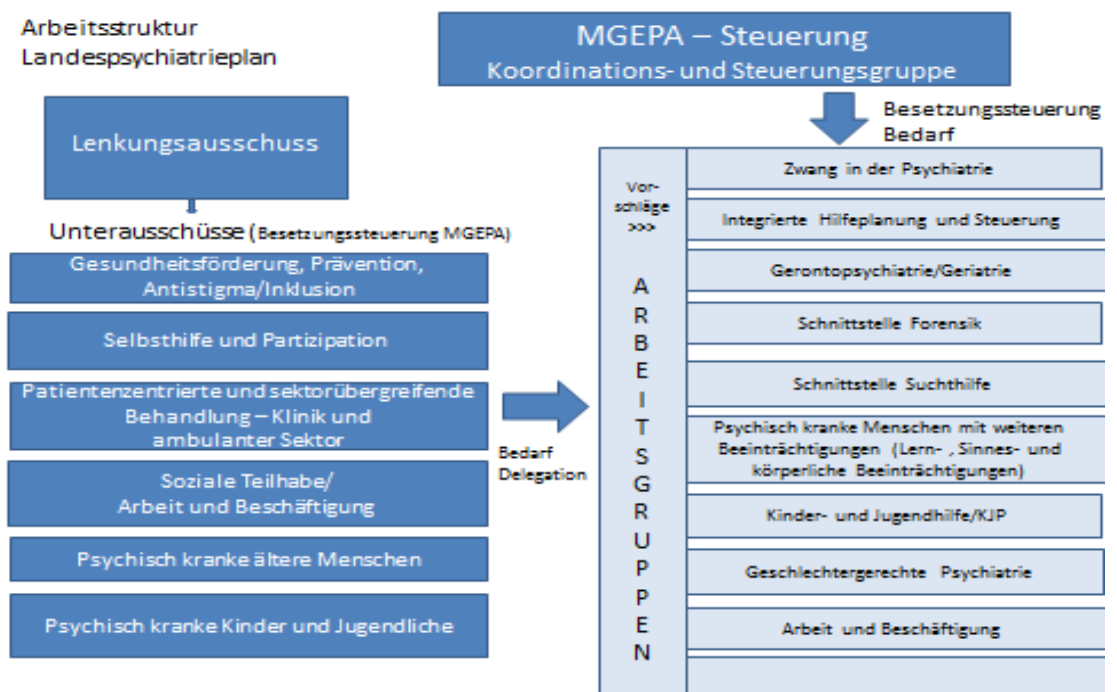 Arbeitsstruktur
Landespsychiatrieplan
MGEPA – Steuerung
Koordinations- und Steuerungsgruppe
Besetzungssteuerung
Bedarf
Lenkungsausschuss
Unterausschüsse (Besetzungssteuerung MGEPA)
Gesundheitsförderung, Prävention,
Antistigma/Inklusion
Selbsthilfe und Partizipation
Patientenzentrierte und sektorübergreifende
Behandlung – Klinik und
ambulanter Sektor
Soziale Teilhabe/
Arbeit und Beschäftigung
Psychisch kranke ältere Menschen
Psychisch kranke Kinder und Jugendliche
Bedarf
Delegation
Vor-
schläge
>>>
A
R
B
E
I
T
S
G
R
U
P
P
E
N
Zwang in der Psychiatrie
Integrierte Hilfeplanung und Steuerung
Gerontopsychiatrie/Geriatrie
Schnittstelle Forensik
Schnittstelle Suchthilfe
Psychisch kranke Menschen mit weiteren
Beeinträchtigungen (Lern- , Sinnes- und
körperliche Beeinträchtigungen)
Kinder- und Jugendhilfe/KJP
Geschlechtergerechte Psychiatrie
Arbeit und Beschäftigung